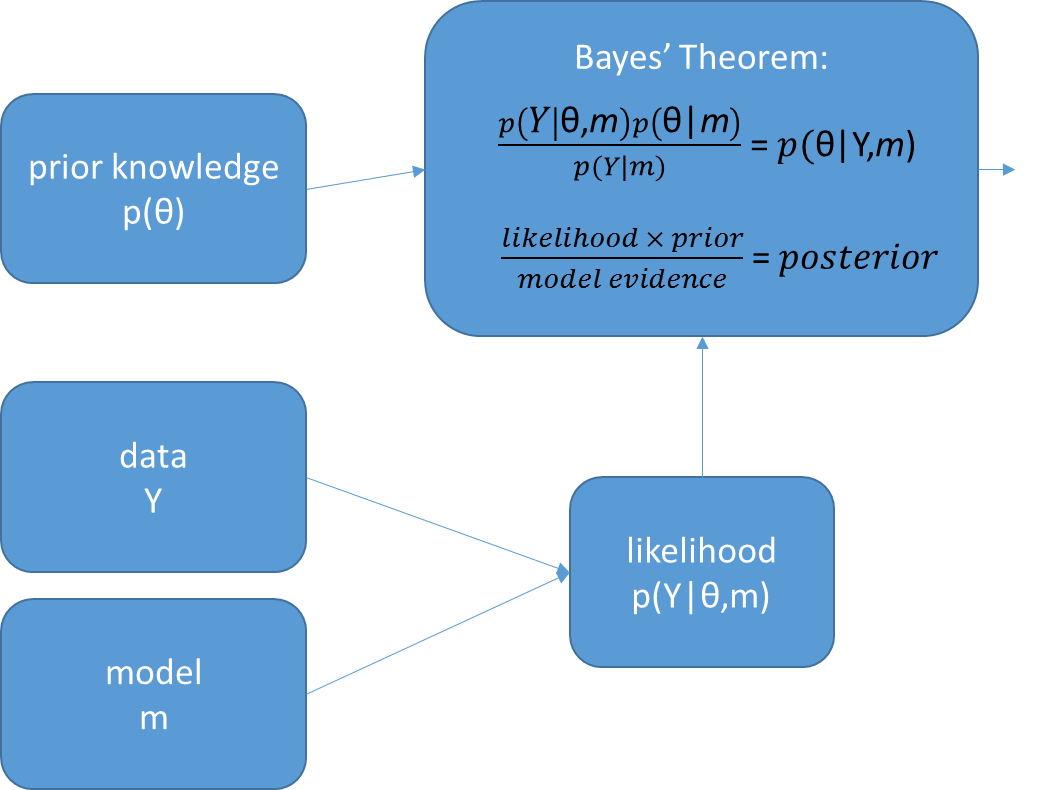 Bayes’ Theorem:
p(Y|θ,m)p(θ|m)
p(Y|m)
= p(θ|Y,m)
likelihood × prior
model evidence
= posterior
prior knowledge
p(θ)
data
Y
model
m
likelihood
p(Y|θ,m)